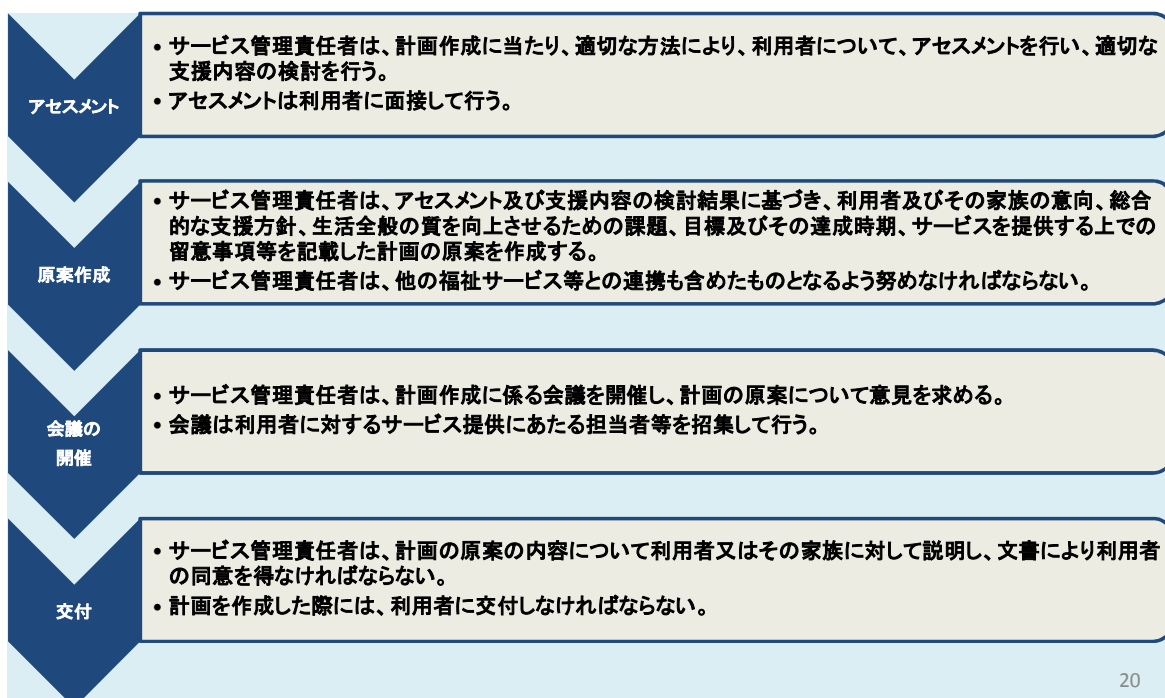 アセスメント
• サービス管理責任者は、計画作成に当たり、適切な方法により、利用者について、アセスメントを行い、適切な
支援内容の検討を行う。
• アセスメントは利用者に面接して行う。
原案作成
• サービス管理責任者は、アセスメント及び支援内容の検討結果に基づき、利用者及びその家族の意向、総合
的な支援方針、生活全般の質を向上させるための課題、目標及びその達成時期、サービスを提供する上での
留意事項等を記載した計画の原案を作成する。
• サービス管理責任者は、他の福祉サービス等との連携も含めたものとなるよう努めなければならない。
会議の
開催
• サービス管理責任者は、計画作成に係る会議を開催し、計画の原案について意見を求める。
• 会議は利用者に対するサービス提供にあたる担当者等を招集して行う。
交付
• サービス管理責任者は、計画の原案の内容について利用者又はその家族に対して説明し、文書により利用者
の同意を得なければならない。
• 計画を作成した際には、利用者に交付しなければならない。
20